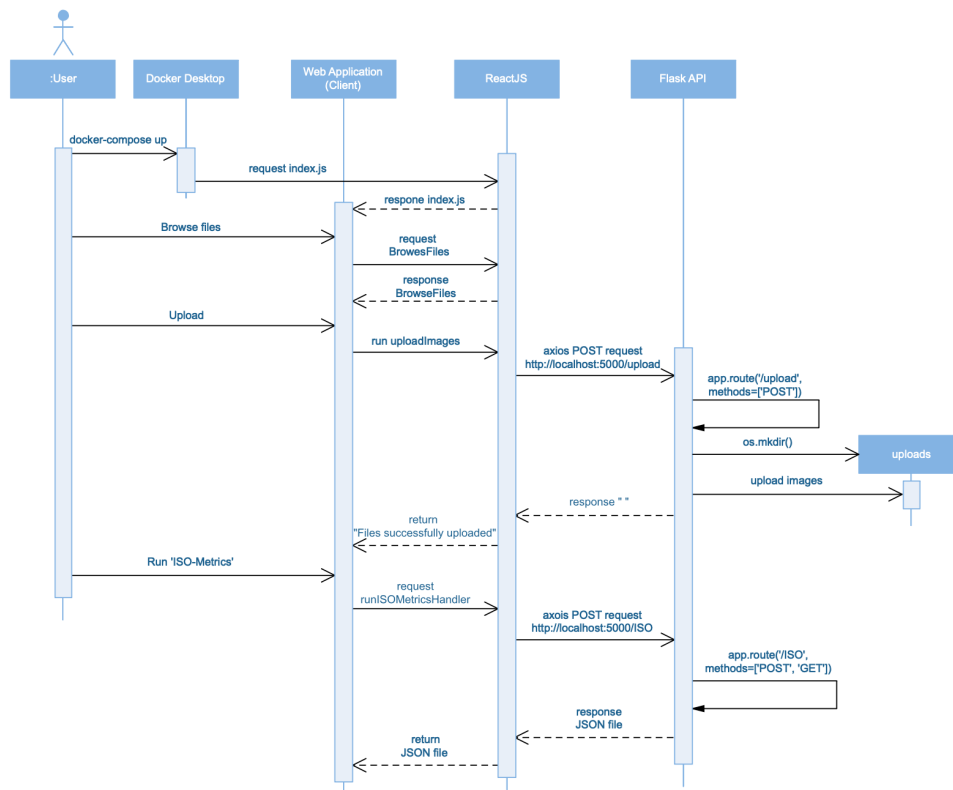 :User
Docker Desktop
Web Application
(Client)
ReactJS
Flask API
docker-compose up
request index.js
respone index.js
Browse files
request
BrowesFiles
response
BrowseFiles
Upload
run uploadImages
axios POST request
http://localhost:5000/upload
app.route('/upload',
methods=['POST'])
os.mkdir()
uploads
upload images
response " "
return
"Files successfully uploaded"
Run 'ISO-Metrics'
request
runISOMetricsHandler
axois POST request
http://localhost:5000/ISO
app.route('/ISO',
methods=['POST', 'GET'])
response
JSON file
return
JSON file